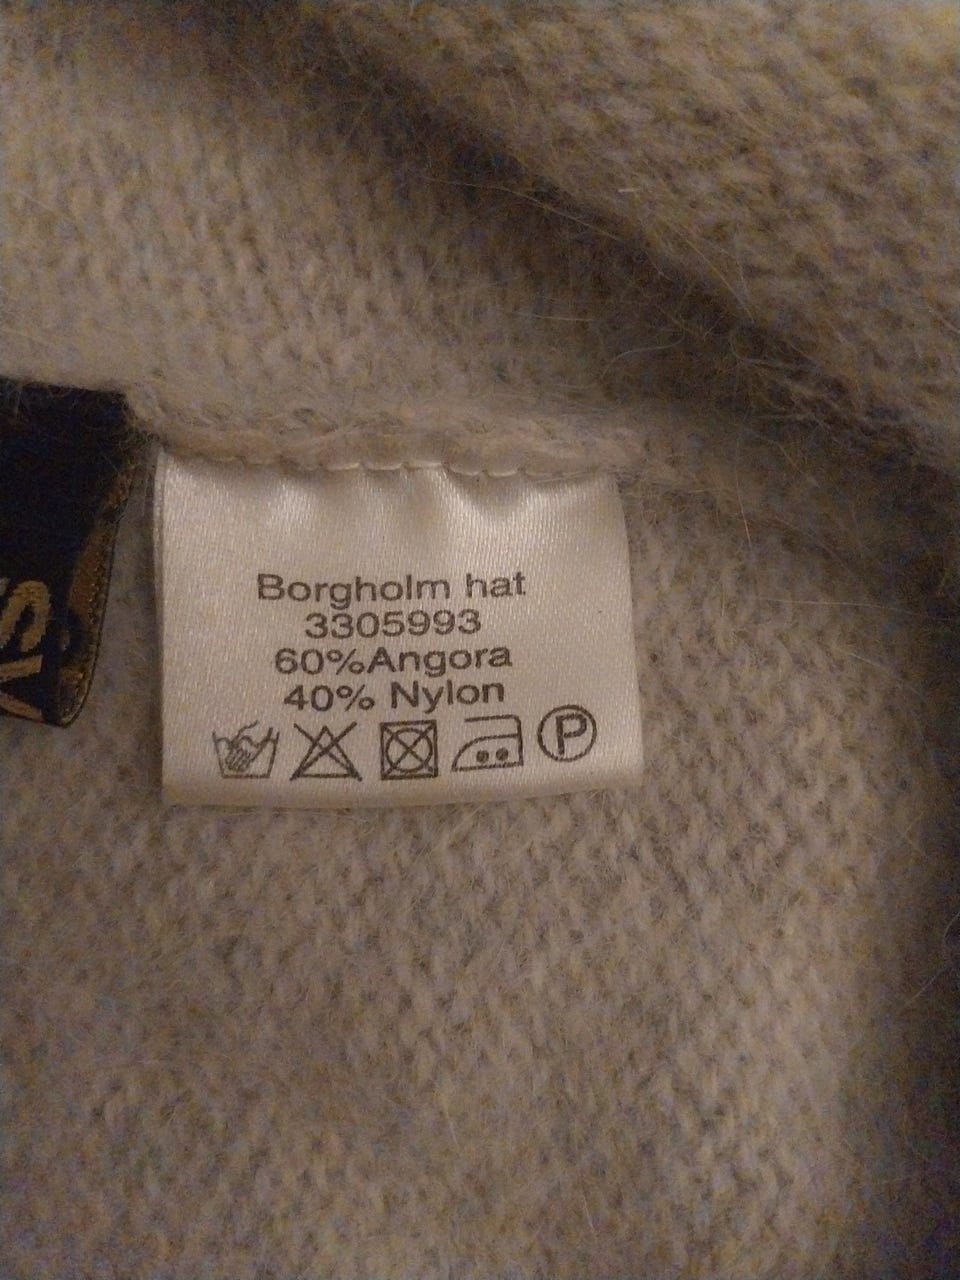 Borgholm hat
3305993
60%Angora
40% Nylon
P